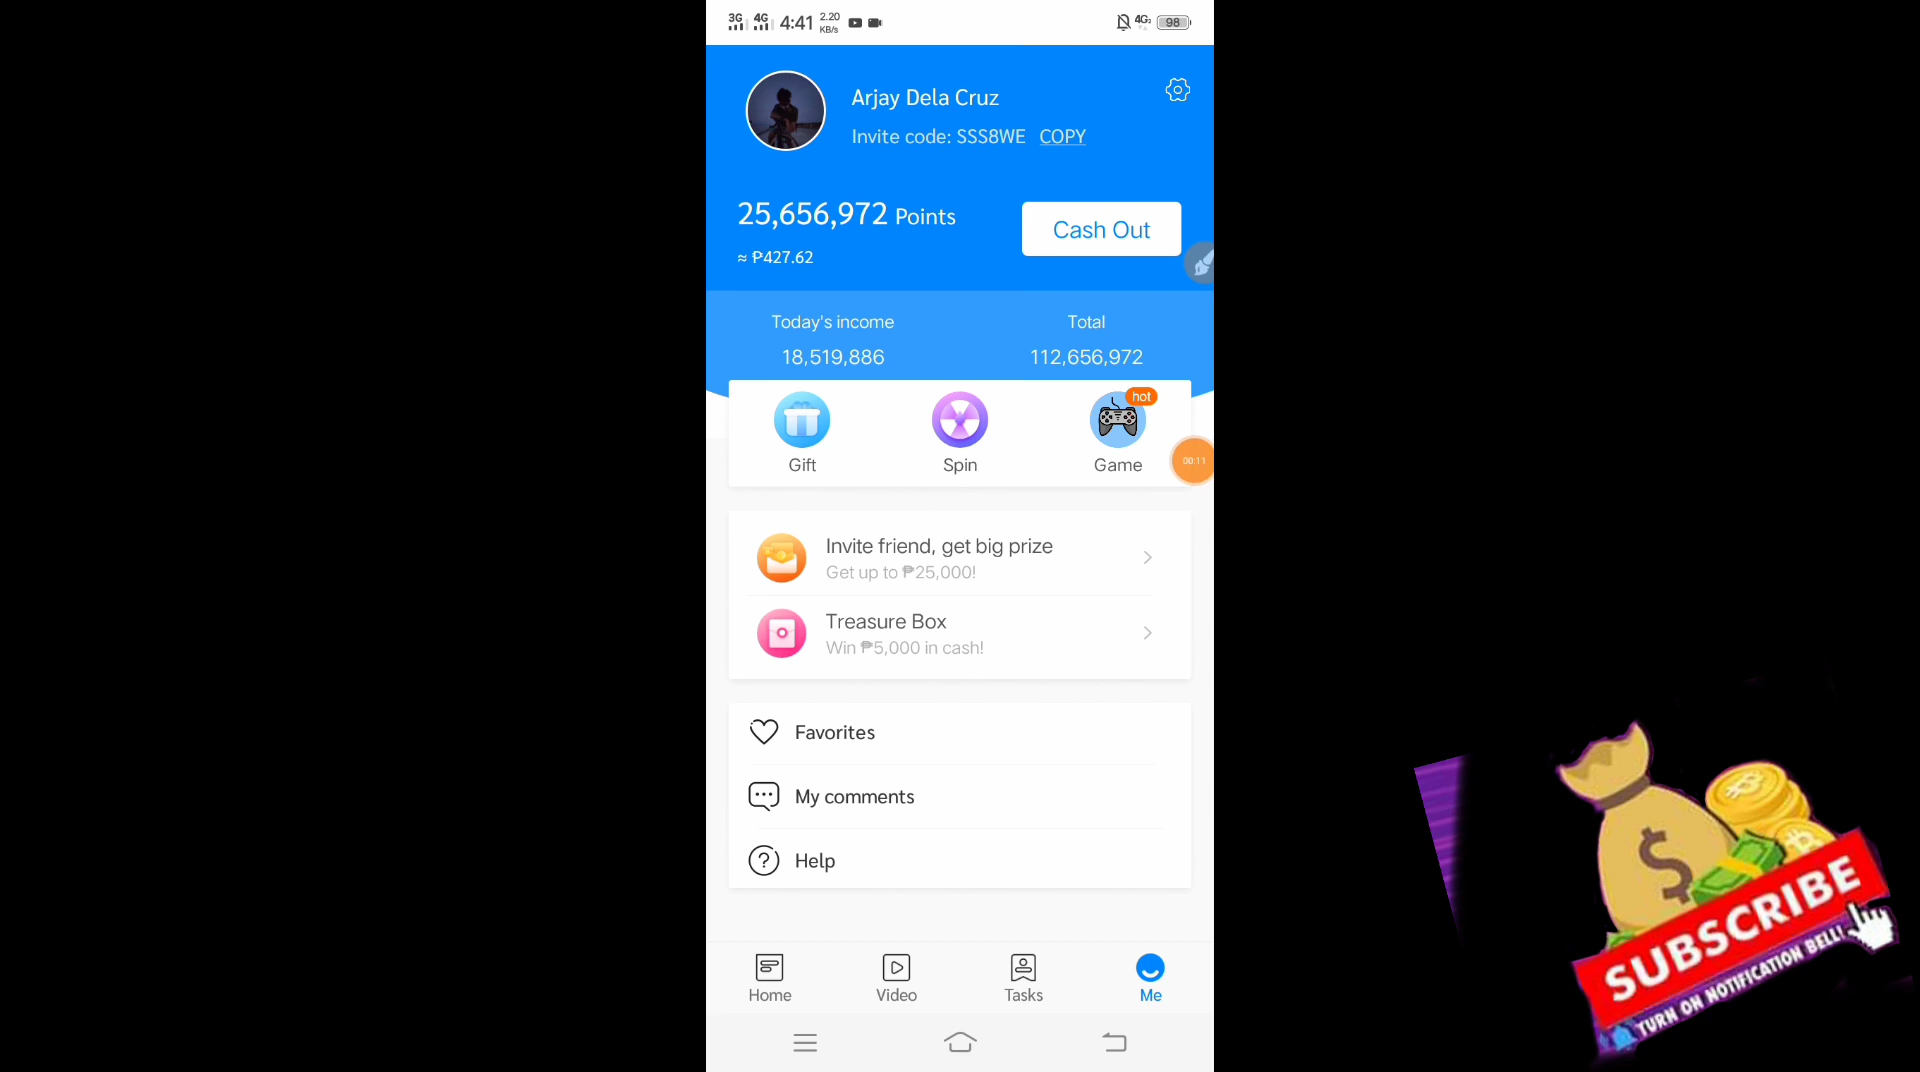 3G 4G 4:41 2.20 KB/s 4G 98
Arjay Dela Cruz
Invite code: SSS8WE COPY
25,656,972 Points
≈ ₱427.62
Cash Out
Today's income Total
18,519,886 112,656,972
hot
Gift Spin Game
00:11
Invite friend, get big prize
Get up to ₱25,000!
Treasure Box
Win ₱5,000 in cash!
Favorites
My comments
Help
Home Video Tasks Me
SUBSCRIBE
TURN ON NOTIFICATION BELL!